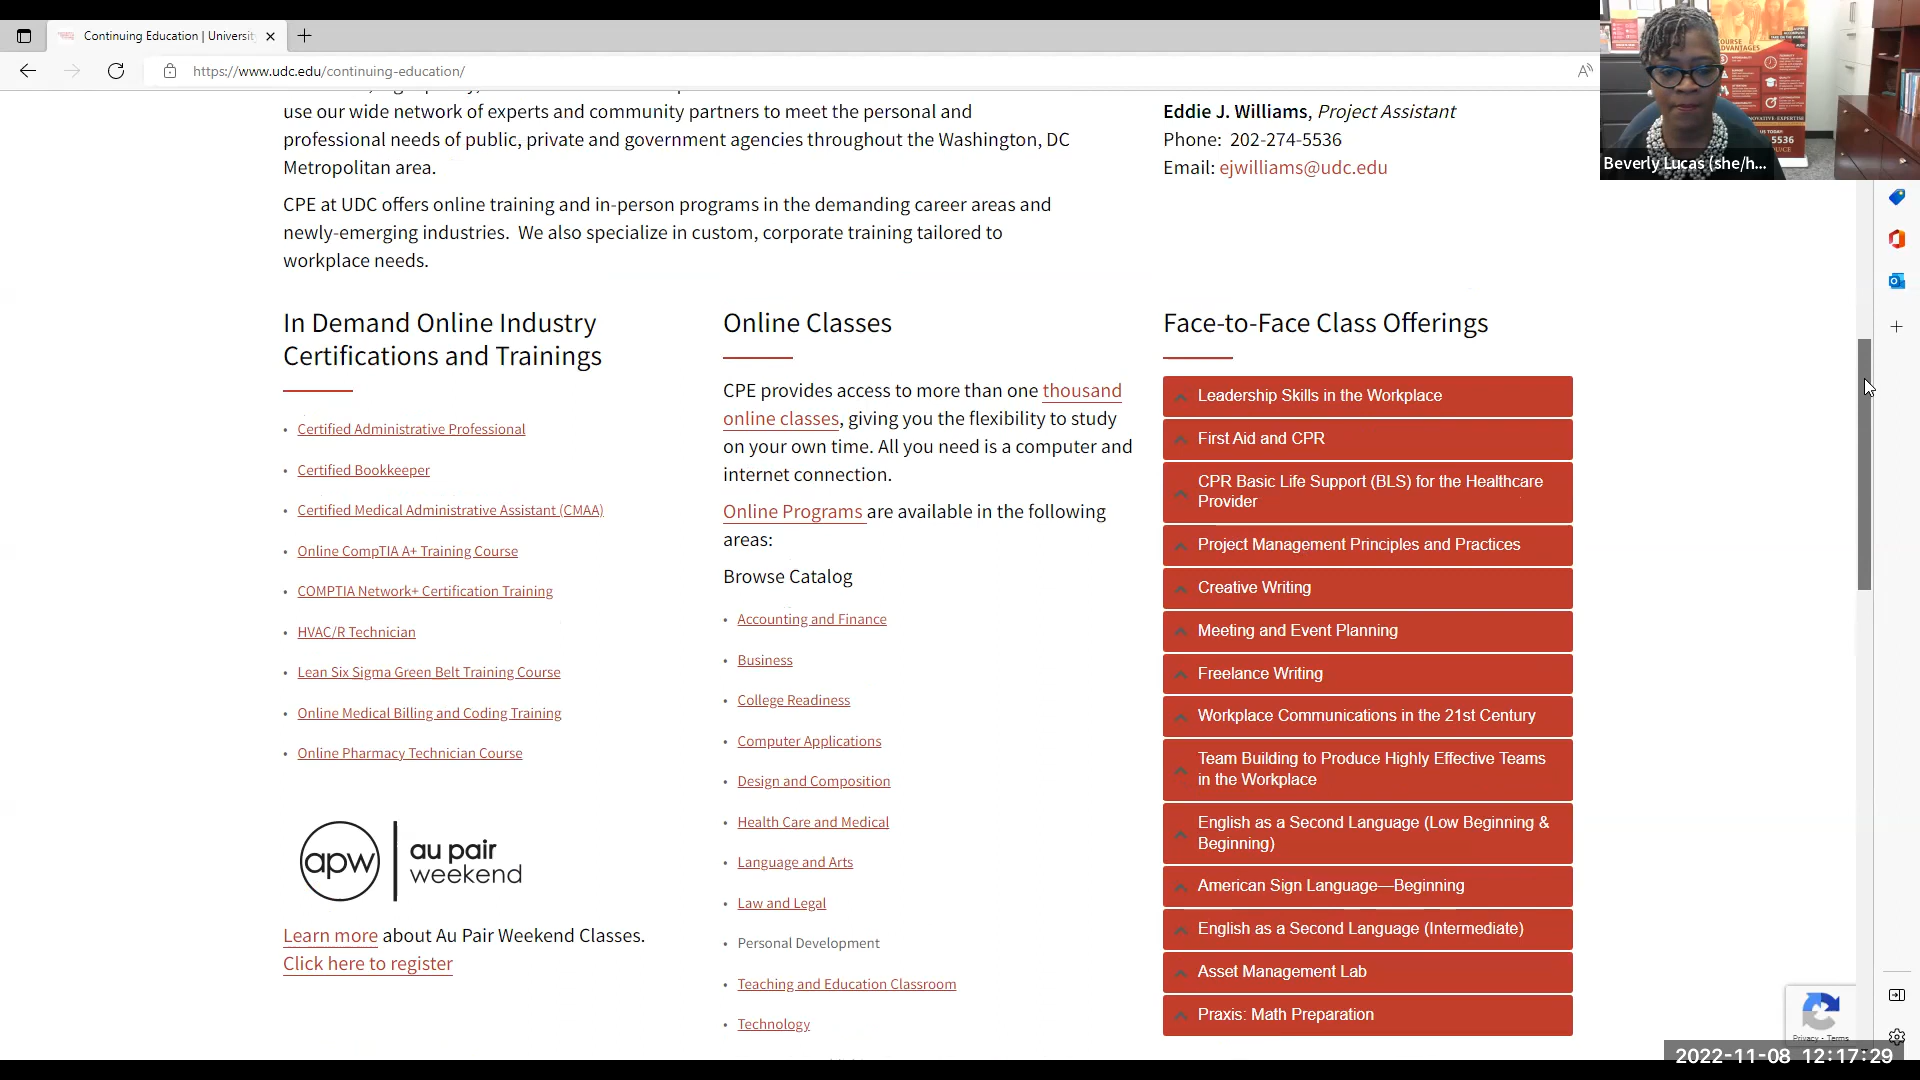 Continuing Education | Universit
https://www.udc.edu/continuing-education/
use our wide network of experts and community partners to meet the personal and
professional needs of public, private and government agencies throughout the Washington, DC
Metropolitan area.
CPE at UDC offers online training and in-person programs in the demanding career areas and
newly-emerging industries. We also specialize in custom, corporate training tailored to
workplace needs.
Eddie J. Williams, Project Assistant
Phone: 202-274-5536
Email: ejwilliams@udc.edu
Beverly Lucas (she/h...
In Demand Online Industry
Certifications and Trainings
• Certified Administrative Professional
• Certified Bookkeeper
• Certified Medical Administrative Assistant (CMAA)
• Online CompTIA A+ Training Course
• COMPTIA Network+ Certification Training
• HVAC/R Technician
• Lean Six Sigma Green Belt Training Course
• Online Medical Billing and Coding Training
• Online Pharmacy Technician Course
apw | au pair
weekend
Learn more about Au Pair Weekend Classes.
Click here to register
Online Classes
CPE provides access to more than one thousand
online classes, giving you the flexibility to study
on your own time. All you need is a computer and
internet connection.
Online Programs are available in the following
areas:
Browse Catalog
• Accounting and Finance
• Business
• College Readiness
• Computer Applications
• Design and Composition
• Health Care and Medical
• Language and Arts
• Law and Legal
• Personal Development
• Teaching and Education Classroom
• Technology
Face-to-Face Class Offerings
Leadership Skills in the Workplace
First Aid and CPR
CPR Basic Life Support (BLS) for the Healthcare
Provider
Project Management Principles and Practices
Creative Writing
Meeting and Event Planning
Freelance Writing
Workplace Communications in the 21st Century
Team Building to Produce Highly Effective Teams
in the Workplace
English as a Second Language (Low Beginning &
Beginning)
American Sign Language—Beginning
English as a Second Language (Intermediate)
Asset Management Lab
Praxis: Math Preparation
Privacy - Terms
2022-11-08 12:17:29